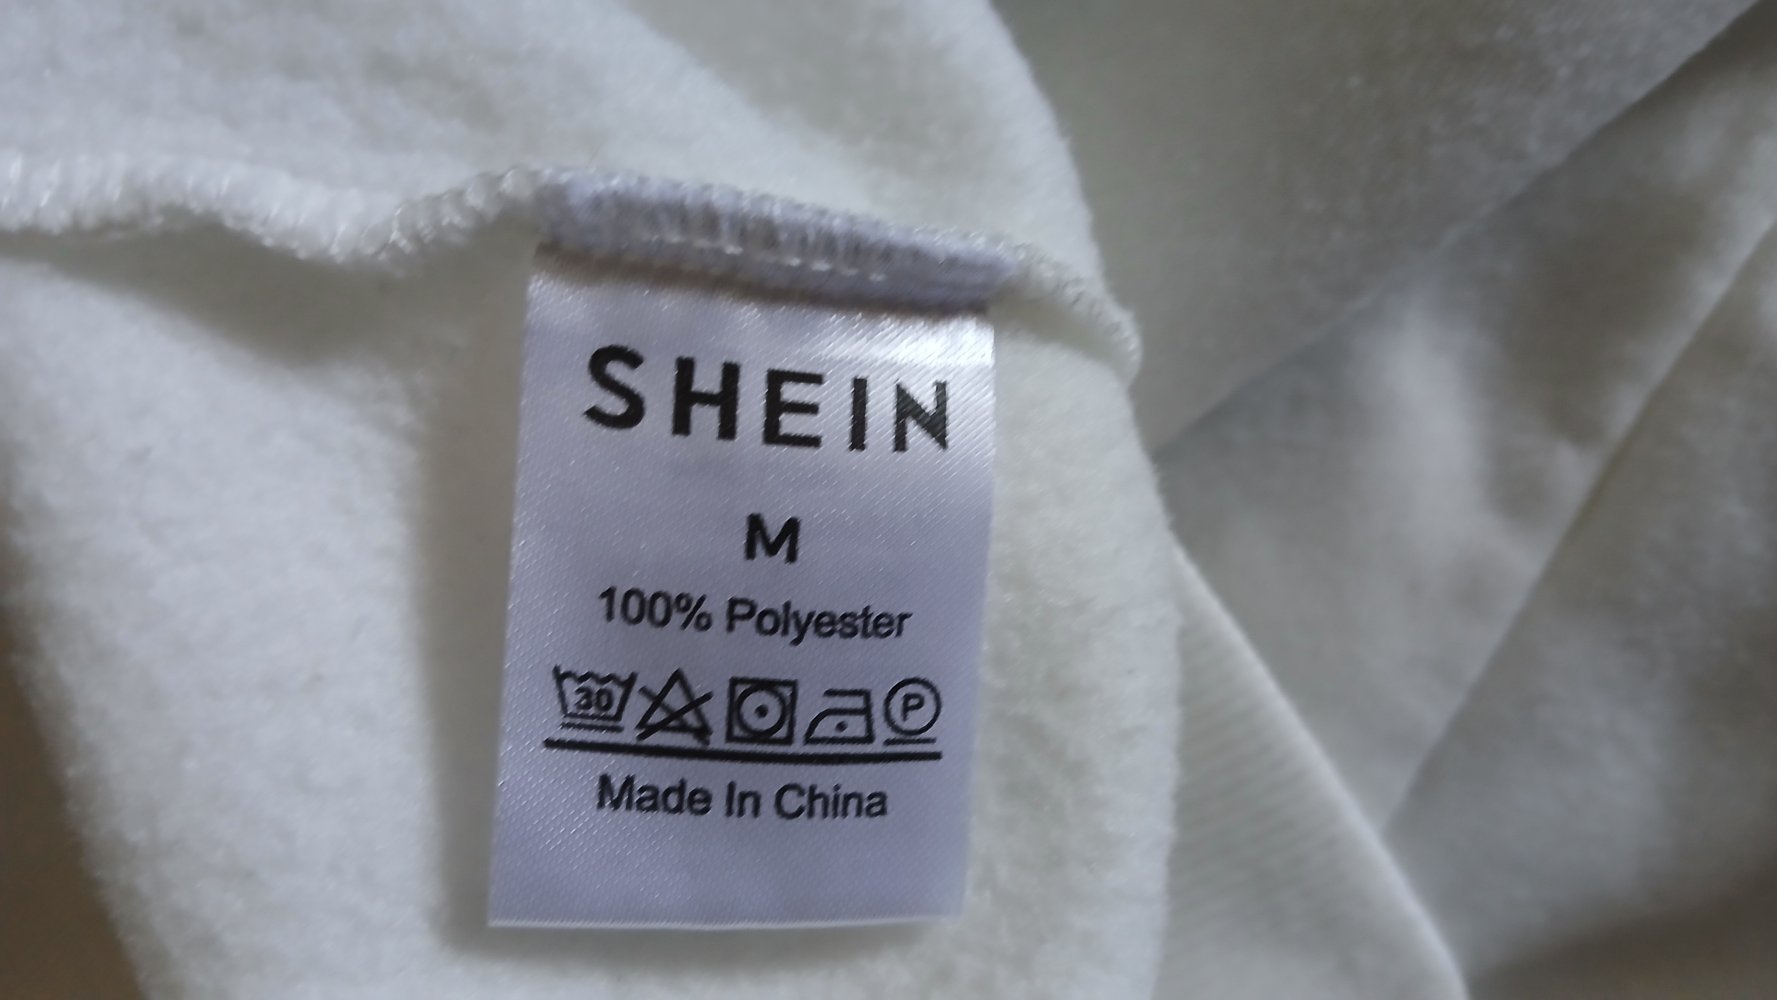 SHEIN
M
100% Polyester
30 P
Made In China